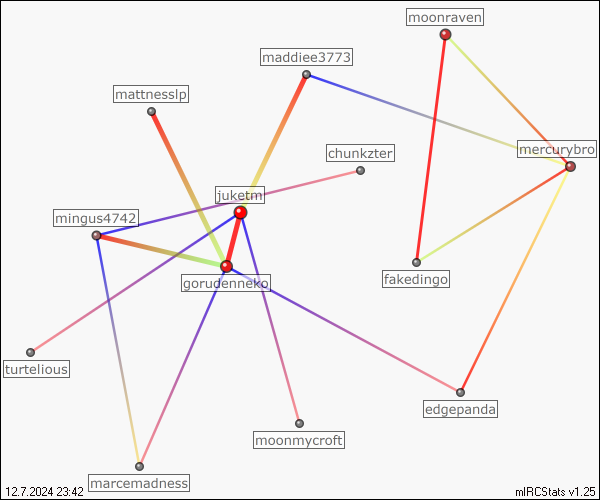 moonraven
maddiee3773
mattnesslp
mercurybro
chunkzter
juketm
mingus4742
gorudenneko
fakedingo
turtelious
edgepanda
moonmycroft
marcemadness
12.7.2024 23:42
mIRCStats v1.25